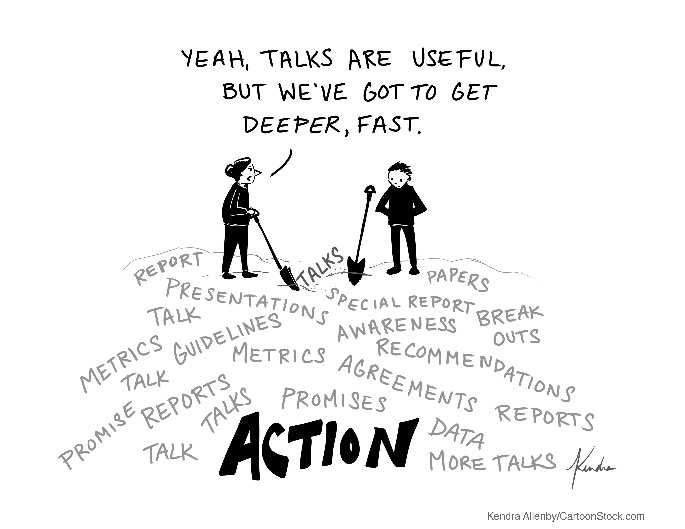 YEAH, TALKS ARE USEFUL,
BUT WE'VE GOT TO GET
DEEPER, FAST.
REPORT
TALKS
PAPERS
PRESENTATIONS
SPECIAL REPORT
BREAK
OUTS
TALK
GUIDELINES
AWARENESS
METRICS
METRICS
RECOMMENDATIONS
TALK
AGREEMENTS
PROMISE
REPORTS
TALKS
PROMISES
REPORTS
TALK
ACTION
DATA
MORE TALKS
Kendra
Kendra Allenby/CartoonStock.com